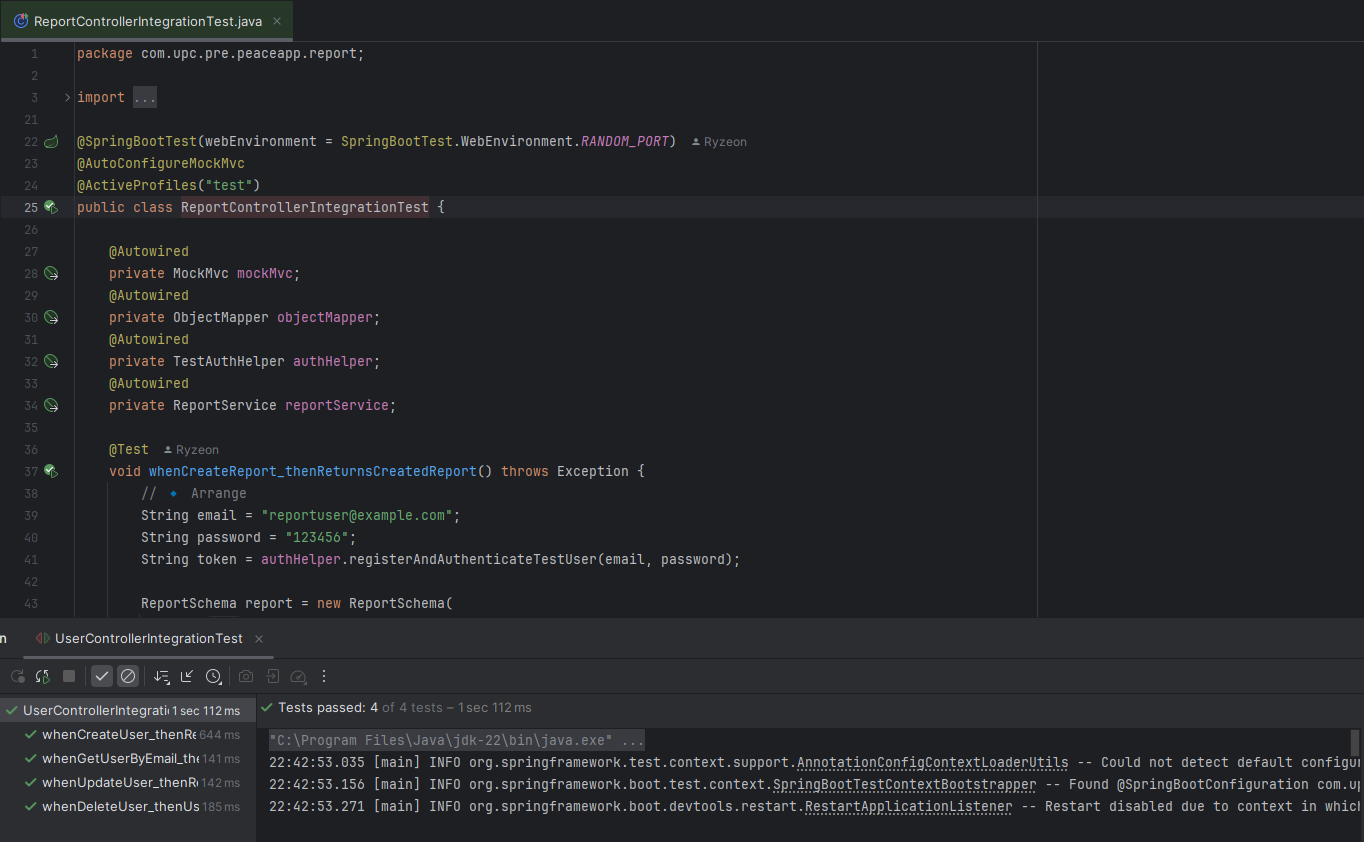 ReportControllerIntegrationTest.java
1 package com.upc.pre.peaceapp.report;
2
3 import ...
21
22 @SpringBootTest(webEnvironment = SpringBootTest.WebEnvironment.RANDOM_PORT) Ryzeon
23 @AutoConfigureMockMvc
24 @ActiveProfiles("test")
25 public class ReportControllerIntegrationTest {
26
27 @Autowired
28 private MockMvc mockMvc;
29 @Autowired
30 private ObjectMapper objectMapper;
31 @Autowired
32 private TestAuthHelper authHelper;
33 @Autowired
34 private ReportService reportService;
35
36 @Test Ryzeon
37 void whenCreateReport_thenReturnsCreatedReport() throws Exception {
38 // 🔹 Arrange
39 String email = "reportuser@example.com";
40 String password = "123456";
41 String token = authHelper.registerAndAuthenticateTestUser(email, password);
42
43 ReportSchema report = new ReportSchema(
n UserControllerIntegrationTest
UserControllerIntegrati 1 sec 112 ms
whenCreateUser_thenRe 644 ms
whenGetUserByEmail_the 141 ms
whenUpdateUser_thenRe 142 ms
whenDeleteUser_thenUs 185 ms
Tests passed: 4 of 4 tests – 1 sec 112 ms
"C:\Program Files\Java\jdk-22\bin\java.exe" ...
22:42:53.035 [main] INFO org.springframework.test.context.support.AnnotationConfigContextLoaderUtils -- Could not detect default configu
22:42:53.156 [main] INFO org.springframework.boot.test.context.SpringBootTestContextBootstrapper -- Found @SpringBootConfiguration com.up
22:42:53.271 [main] INFO org.springframework.boot.devtools.restart.RestartApplicationListener -- Restart disabled due to context in which